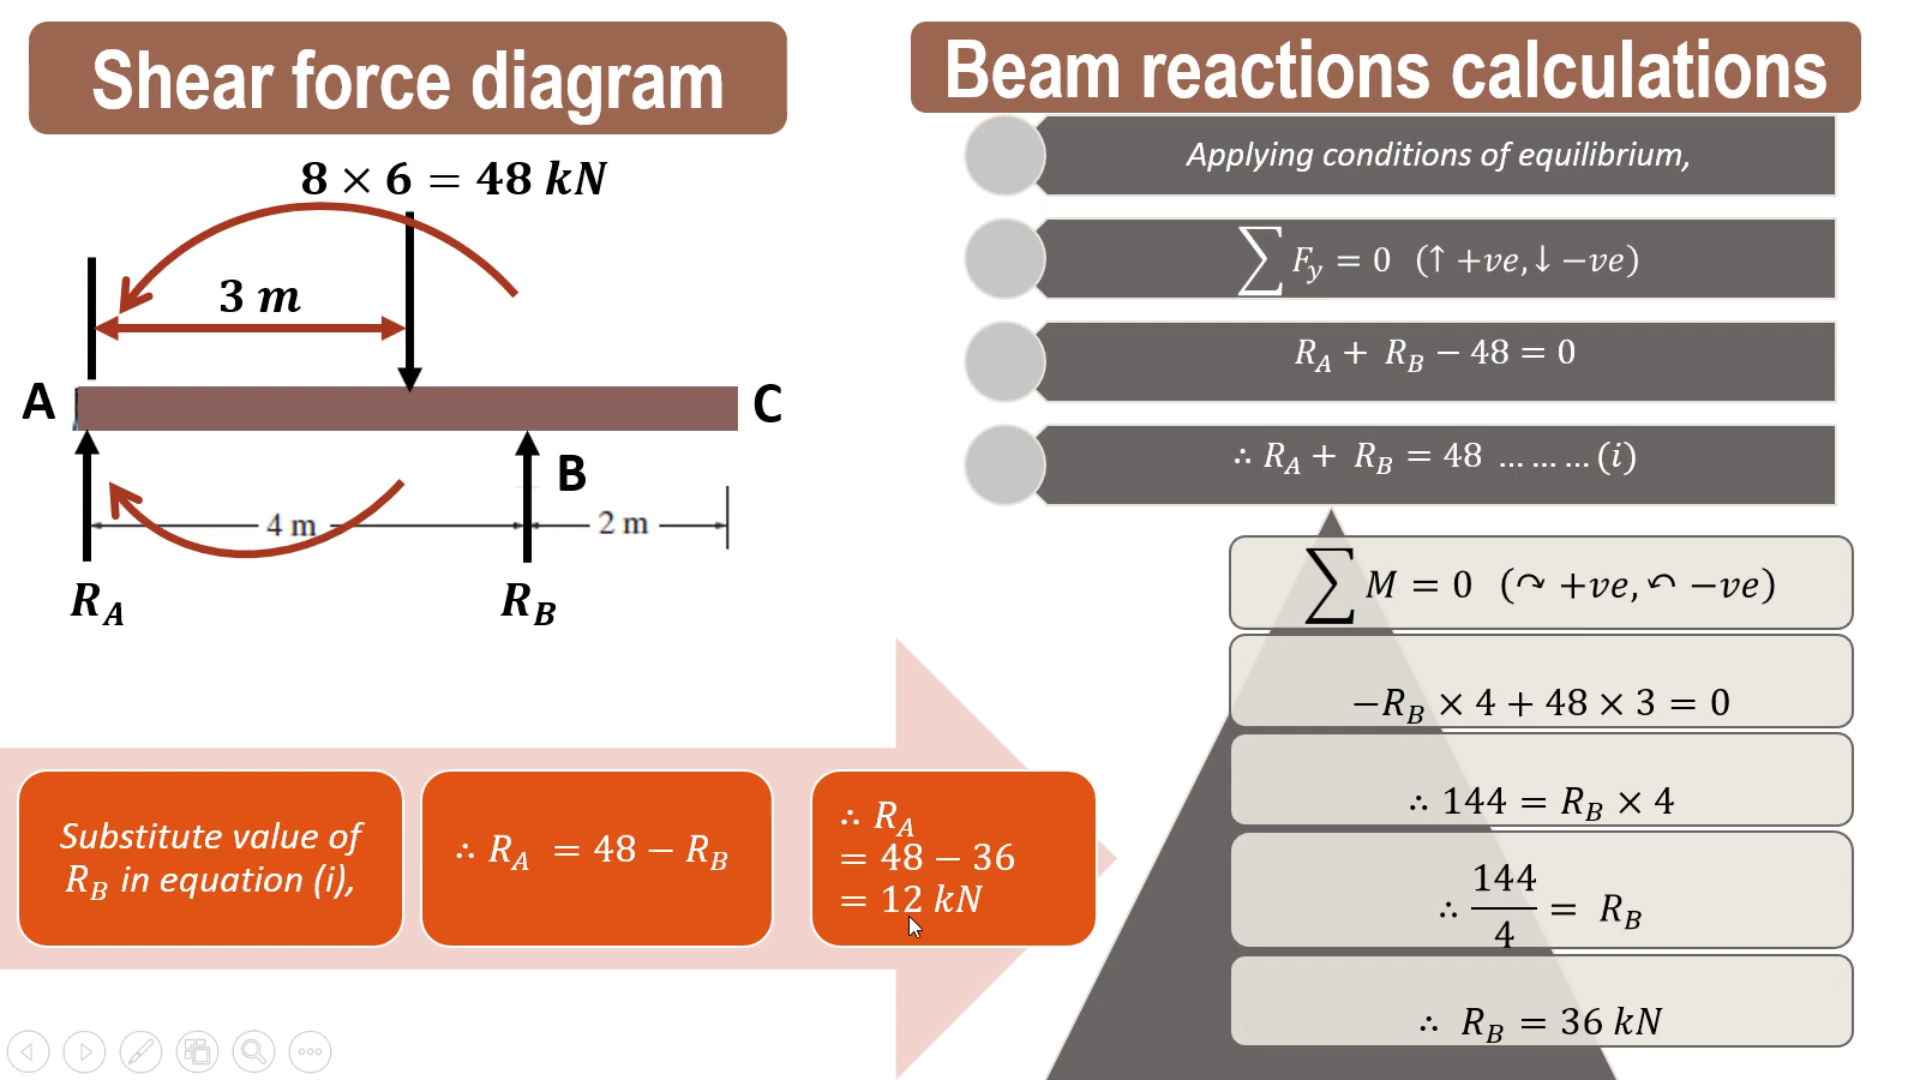 Shear force diagram
8 × 6 = 48 kN
3 m
A
C
B
4 m
2 m
R_A
R_B
Beam reactions calculations
Applying conditions of equilibrium,
∑ F_y = 0 (↑ +ve,↓ −ve)
R_A + R_B − 48 = 0
∴ R_A + R_B = 48 ... ... ... (i)
∑ M = 0 (↷ +ve, ↶ −ve)
−R_B × 4 + 48 × 3 = 0
∴ 144 = R_B × 4
∴ 144/4 = R_B
∴ R_B = 36 kN
Substitute value of
R_B in equation (i),
∴ R_A = 48 − R_B
∴ R_A
= 48 − 36
= 12 kN